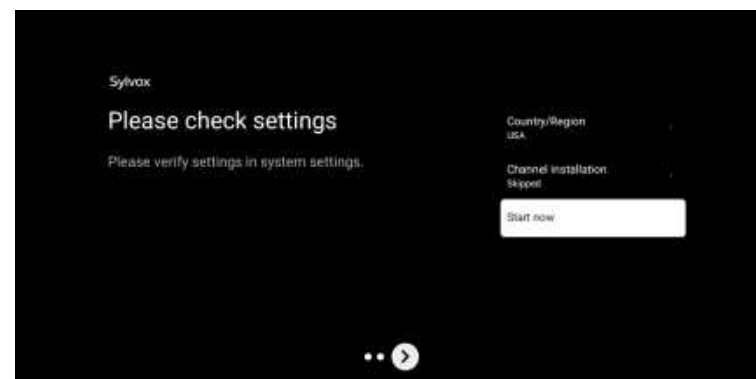 Sylvox
Please check settings
Please verify settings in system settings.
Country/Region
USA
Channel installation
Skipped
Start now